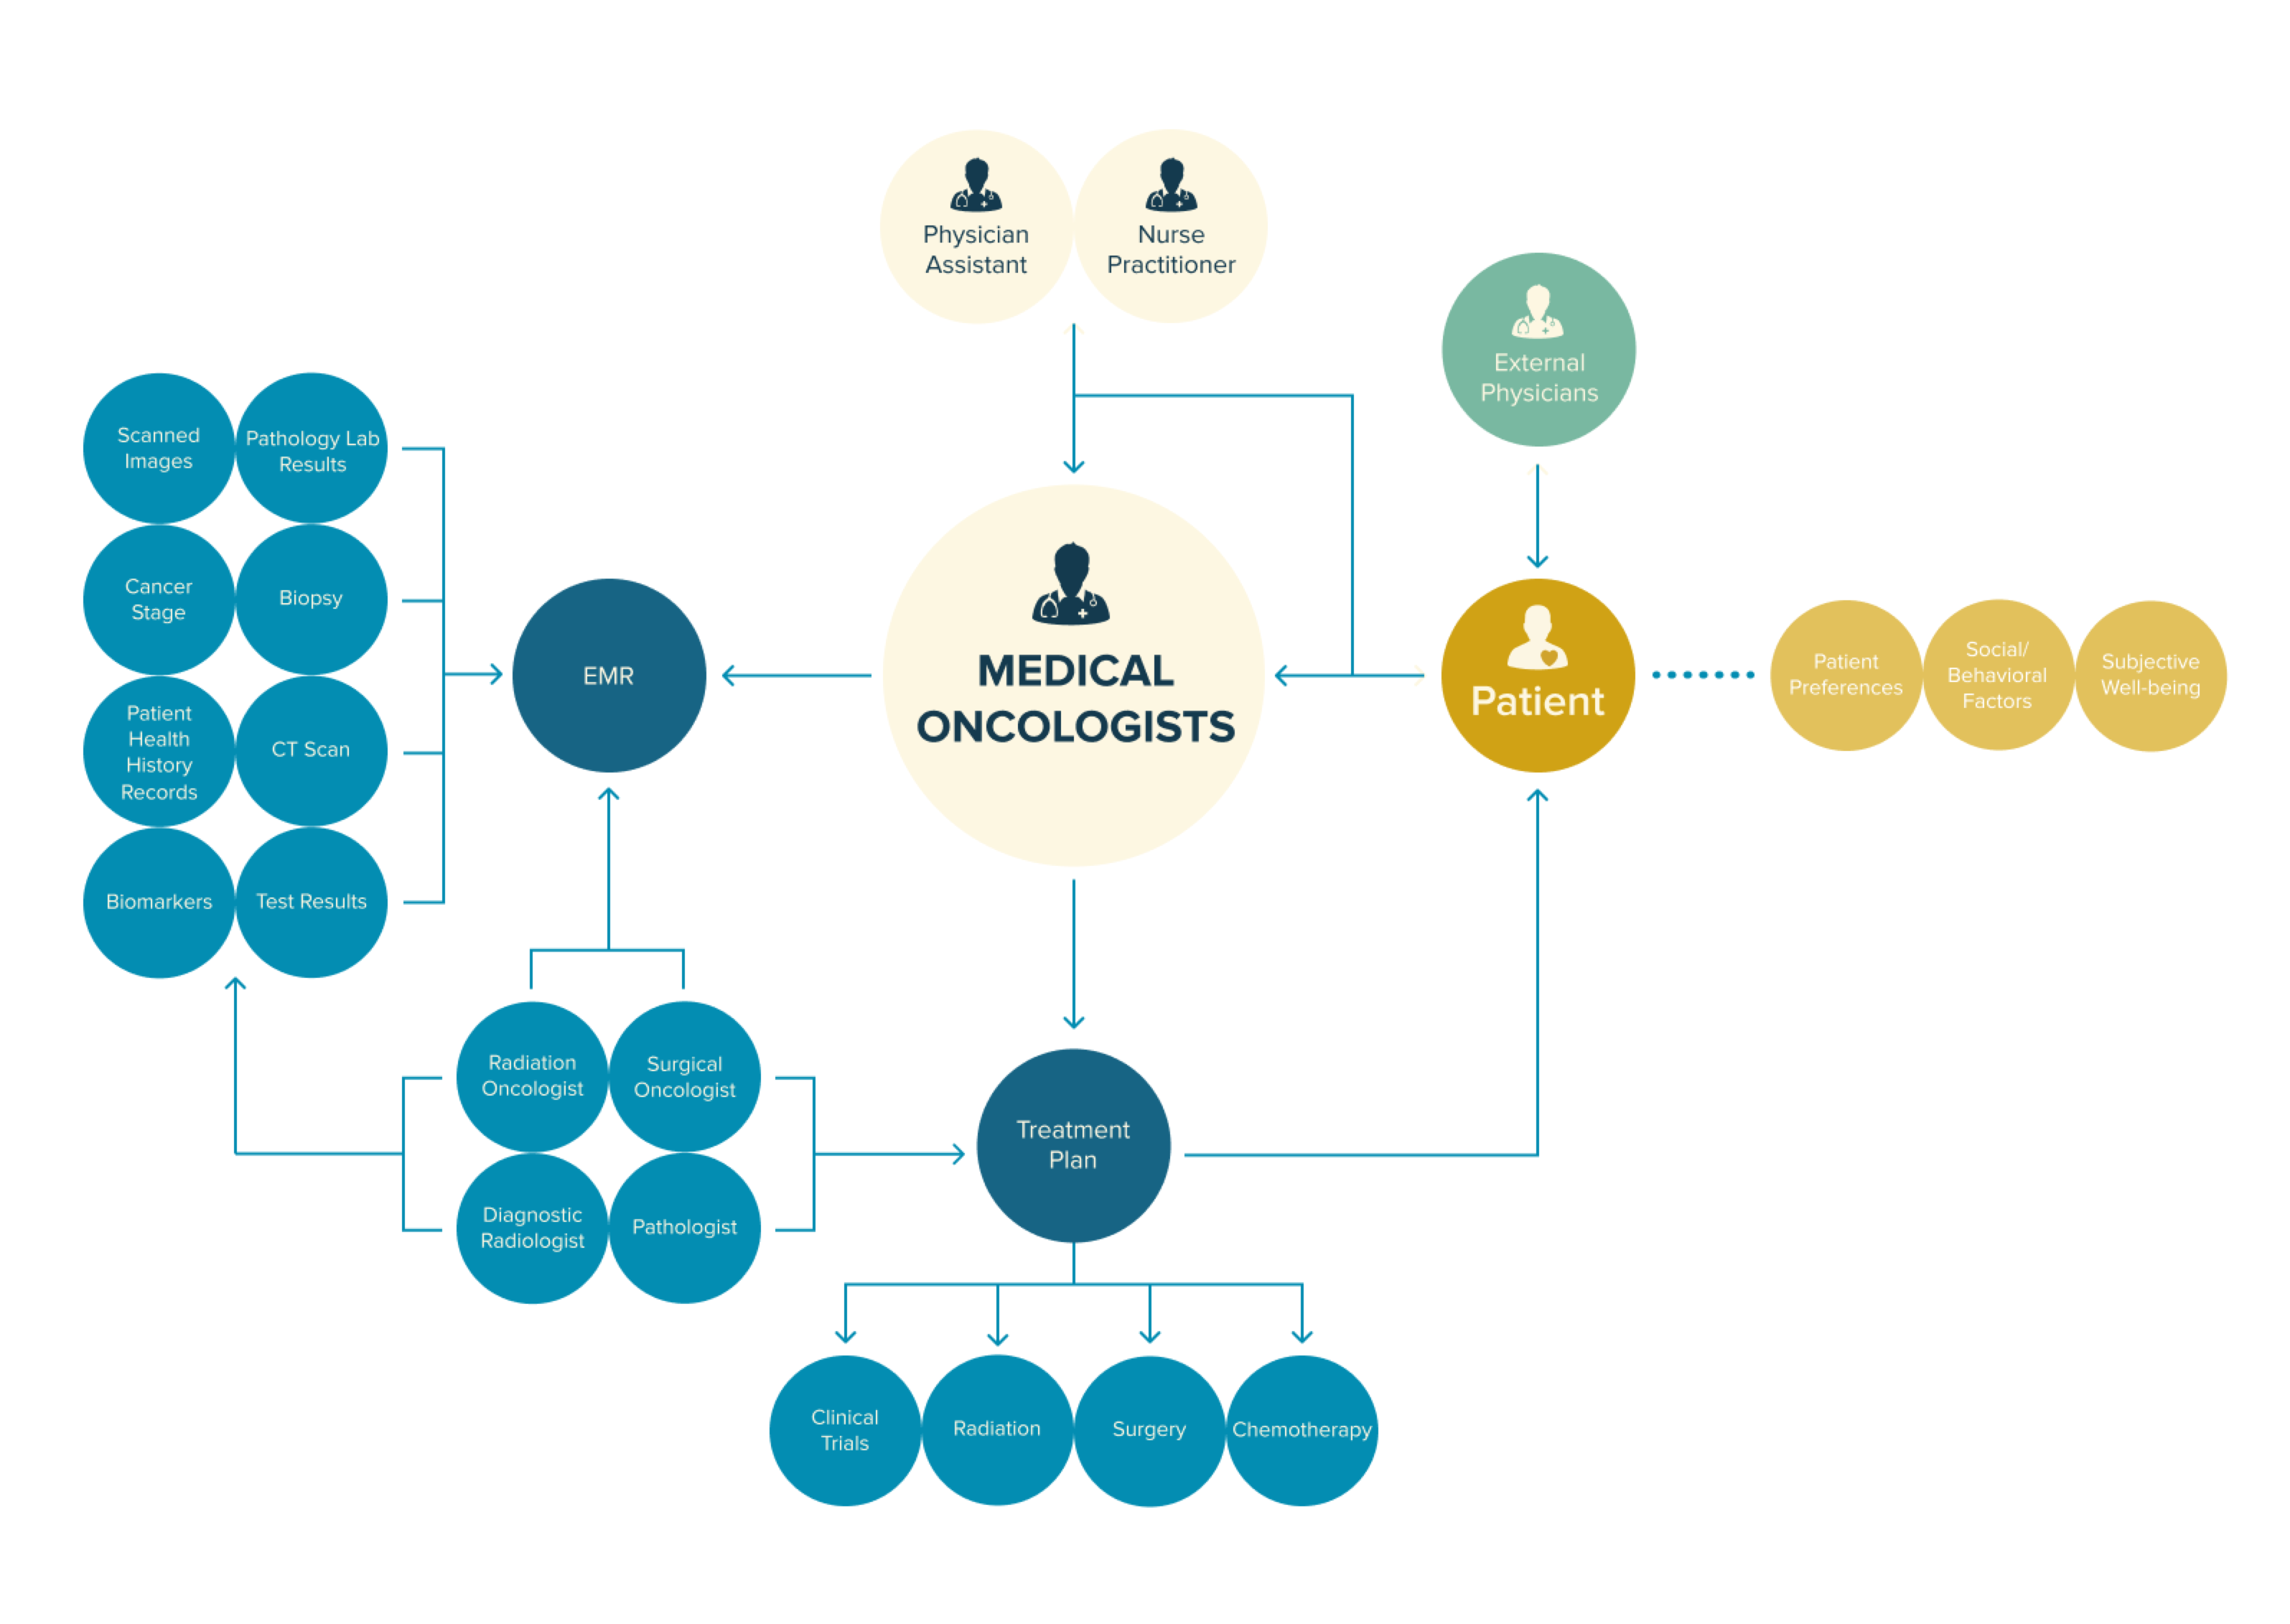 Physician
Assistant
Nurse
Practitioner
External
Physicians
Scanned
Images
Pathology Lab
Results
Cancer
Stage
Biopsy
Patient
Health
History
Records
CT Scan
Biomarkers
Test Results
EMR
MEDICAL
ONCOLOGISTS
Patient
Patient
Preferences
Social/
Behavioral
Factors
Subjective
Well-being
Radiation
Oncologist
Surgical
Oncologist
Diagnostic
Radiologist
Pathologist
Treatment
Plan
Clinical
Trials
Radiation
Surgery
Chemotherapy